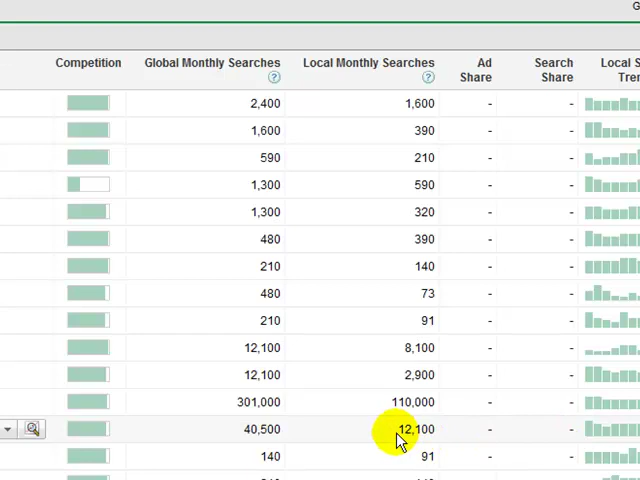 G
Competition Global Monthly Searches Local Monthly Searches Ad Share Search Share Local S Tren
2,400 1,600 - -
1,600 390 - -
590 210 - -
1,300 590 - -
1,300 320 - -
480 390 - -
210 140 - -
480 73 - -
210 91 - -
12,100 8,100 - -
12,100 2,900 - -
301,000 110,000 - -
40,500 12,100 - -
140 91 - -